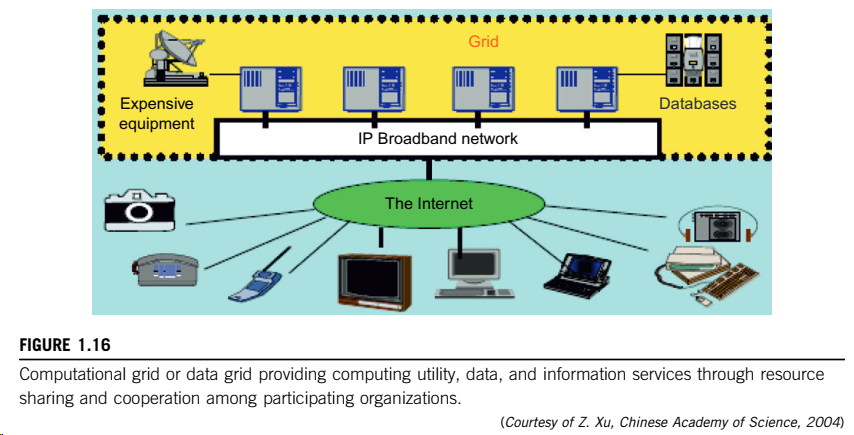 Grid
Expensive
equipment
Databases
IP Broadband network
The Internet
FIGURE 1.16
Computational grid or data grid providing computing utility, data, and information services through resource
sharing and cooperation among participating organizations.
(Courtesy of Z. Xu, Chinese Academy of Science, 2004)